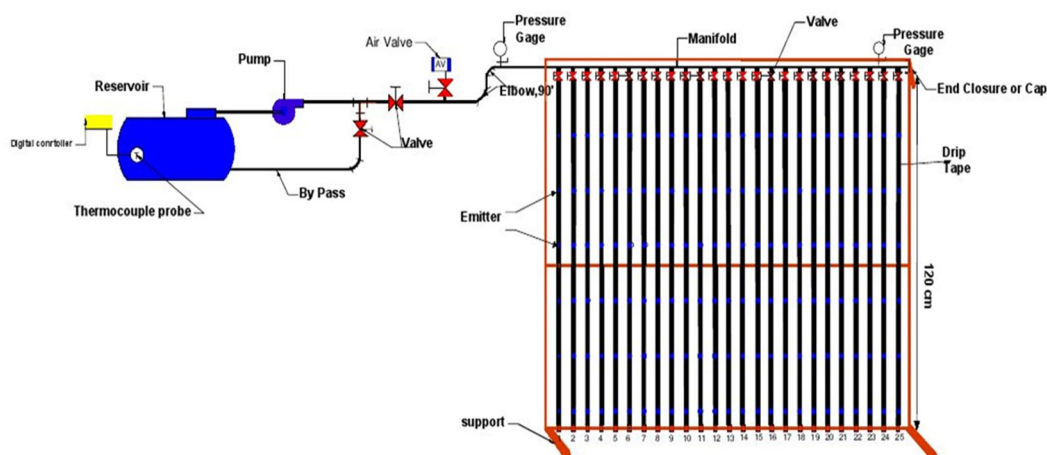 Pressure
Gage
Air Valve
AV
Pump
Reservoir
Digital conrtoller
T
Thermocouple probe
By Pass
Valve
Elbow,90°
Manifold
Valve
Pressure
Gage
End Closure or Cap
Drip
Tape
Emitter
120 cm
support
2 3 4 5 6 7 8 9 10 11 12 13 14 15 16 17 18 19 20 21 22 23 24 25